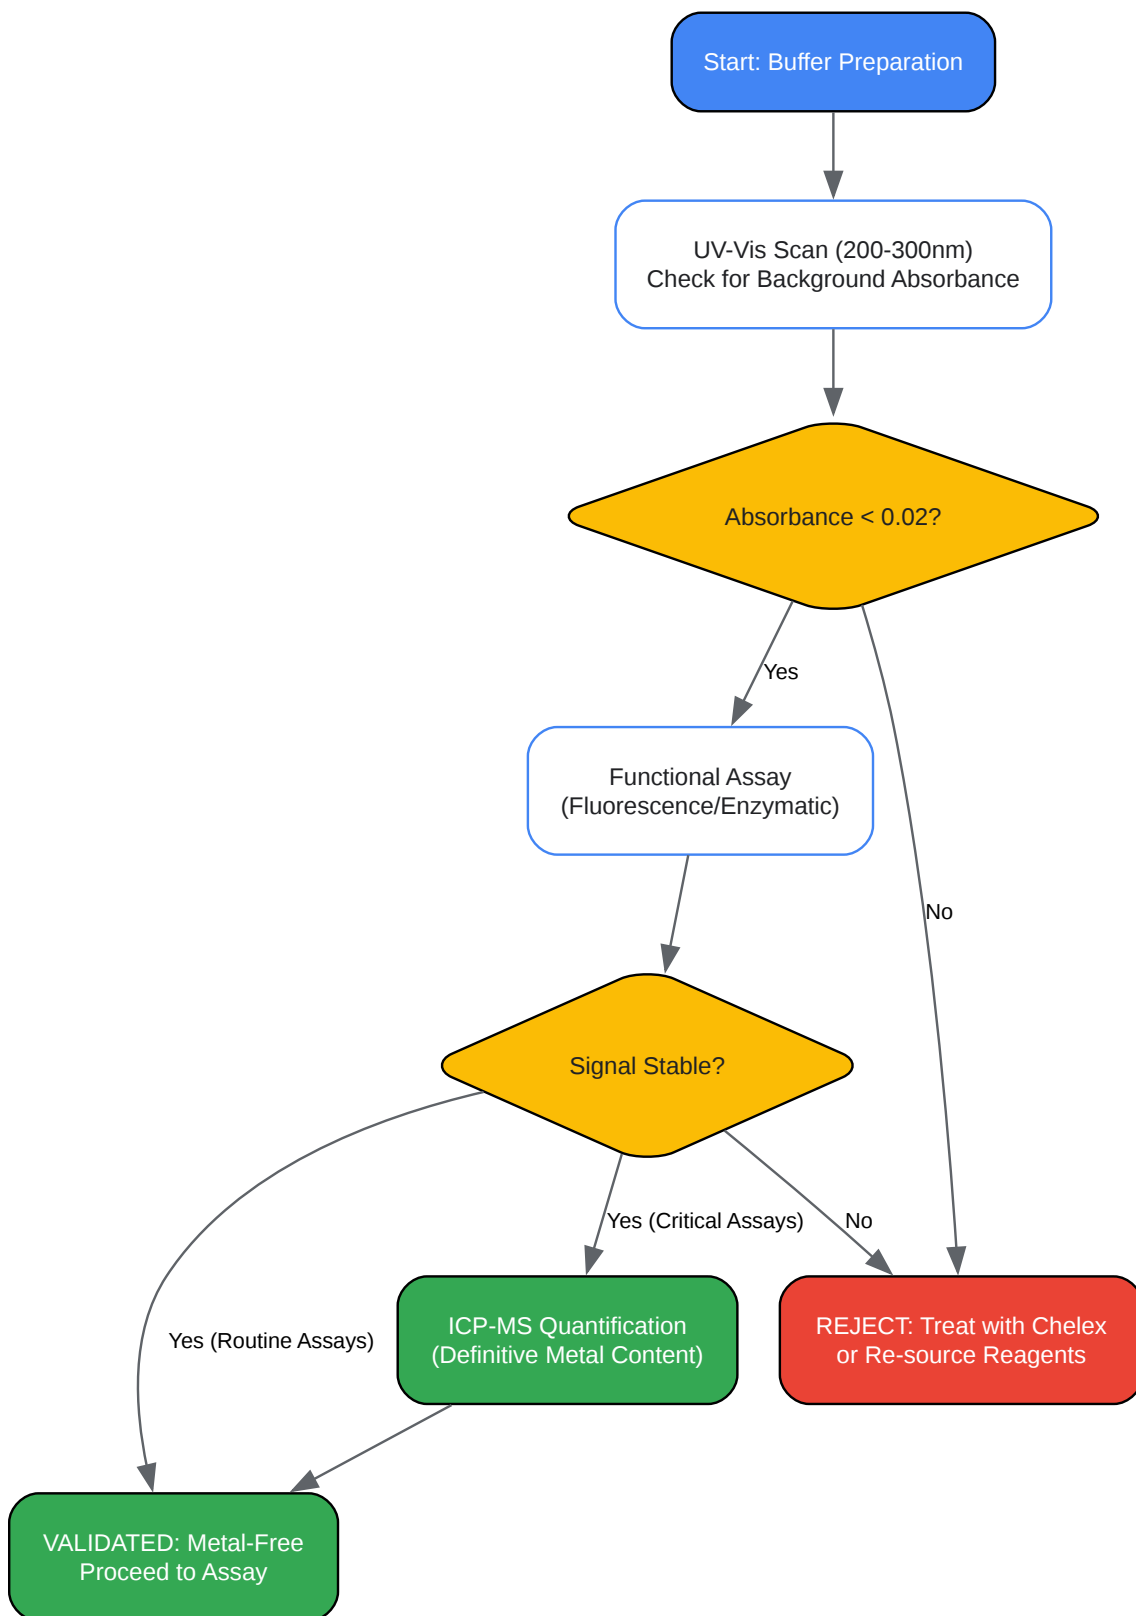 Start: Buffer Preparation
UV-Vis Scan (200-300nm)
Check for Background Absorbance
Absorbance < 0.02?
Yes
Functional Assay
(Fluorescence/Enzymatic)
No
Signal Stable?
Yes (Critical Assays)
No
Yes (Routine Assays)
ICP-MS Quantification
(Definitive Metal Content)
REJECT: Treat with Chelex
or Re-source Reagents
VALIDATED: Metal-Free
Proceed to Assay